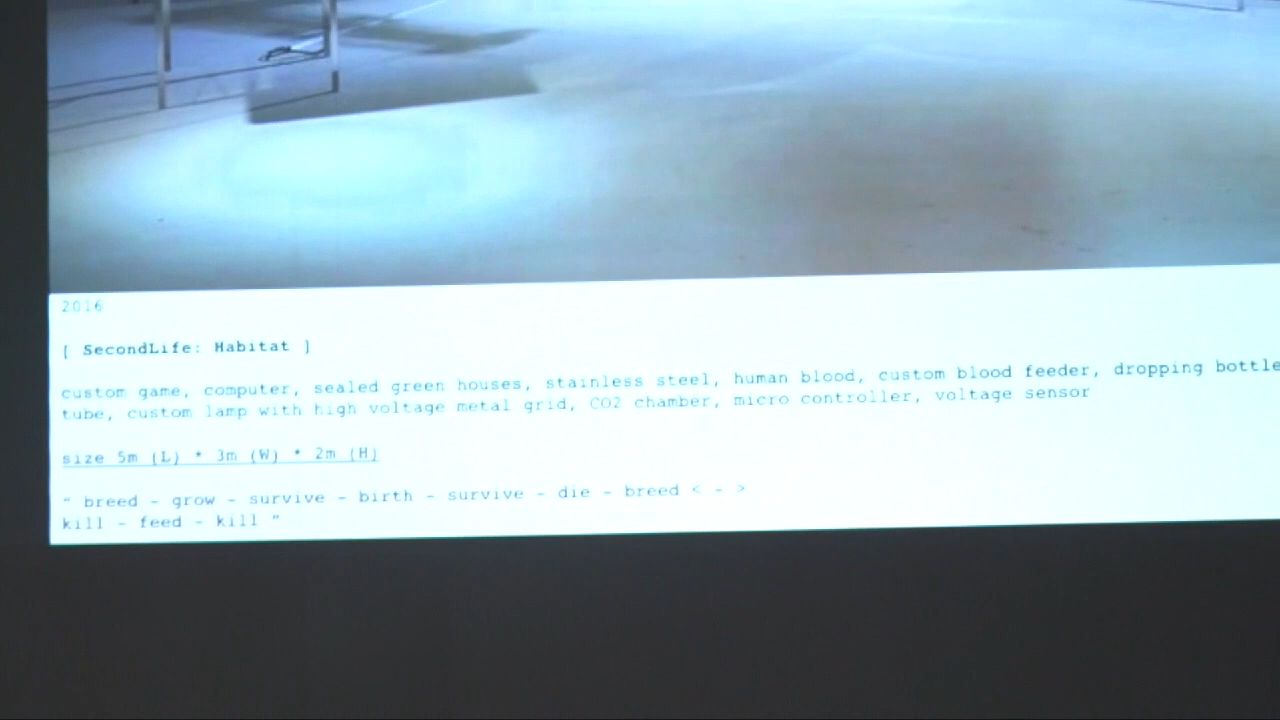 2016
[ SecondLife: Habitat ]
custom game, computer, sealed green houses, stainless steel, human blood, custom blood feeder, dropping bottle
tube, custom lamp with high voltage metal grid, CO2 chamber, micro controller, voltage sensor
size 5m (L) * 3m (W) * 2m (H)
" breed - grow - survive - birth - survive - die - breed < - >
kill - feed - kill "